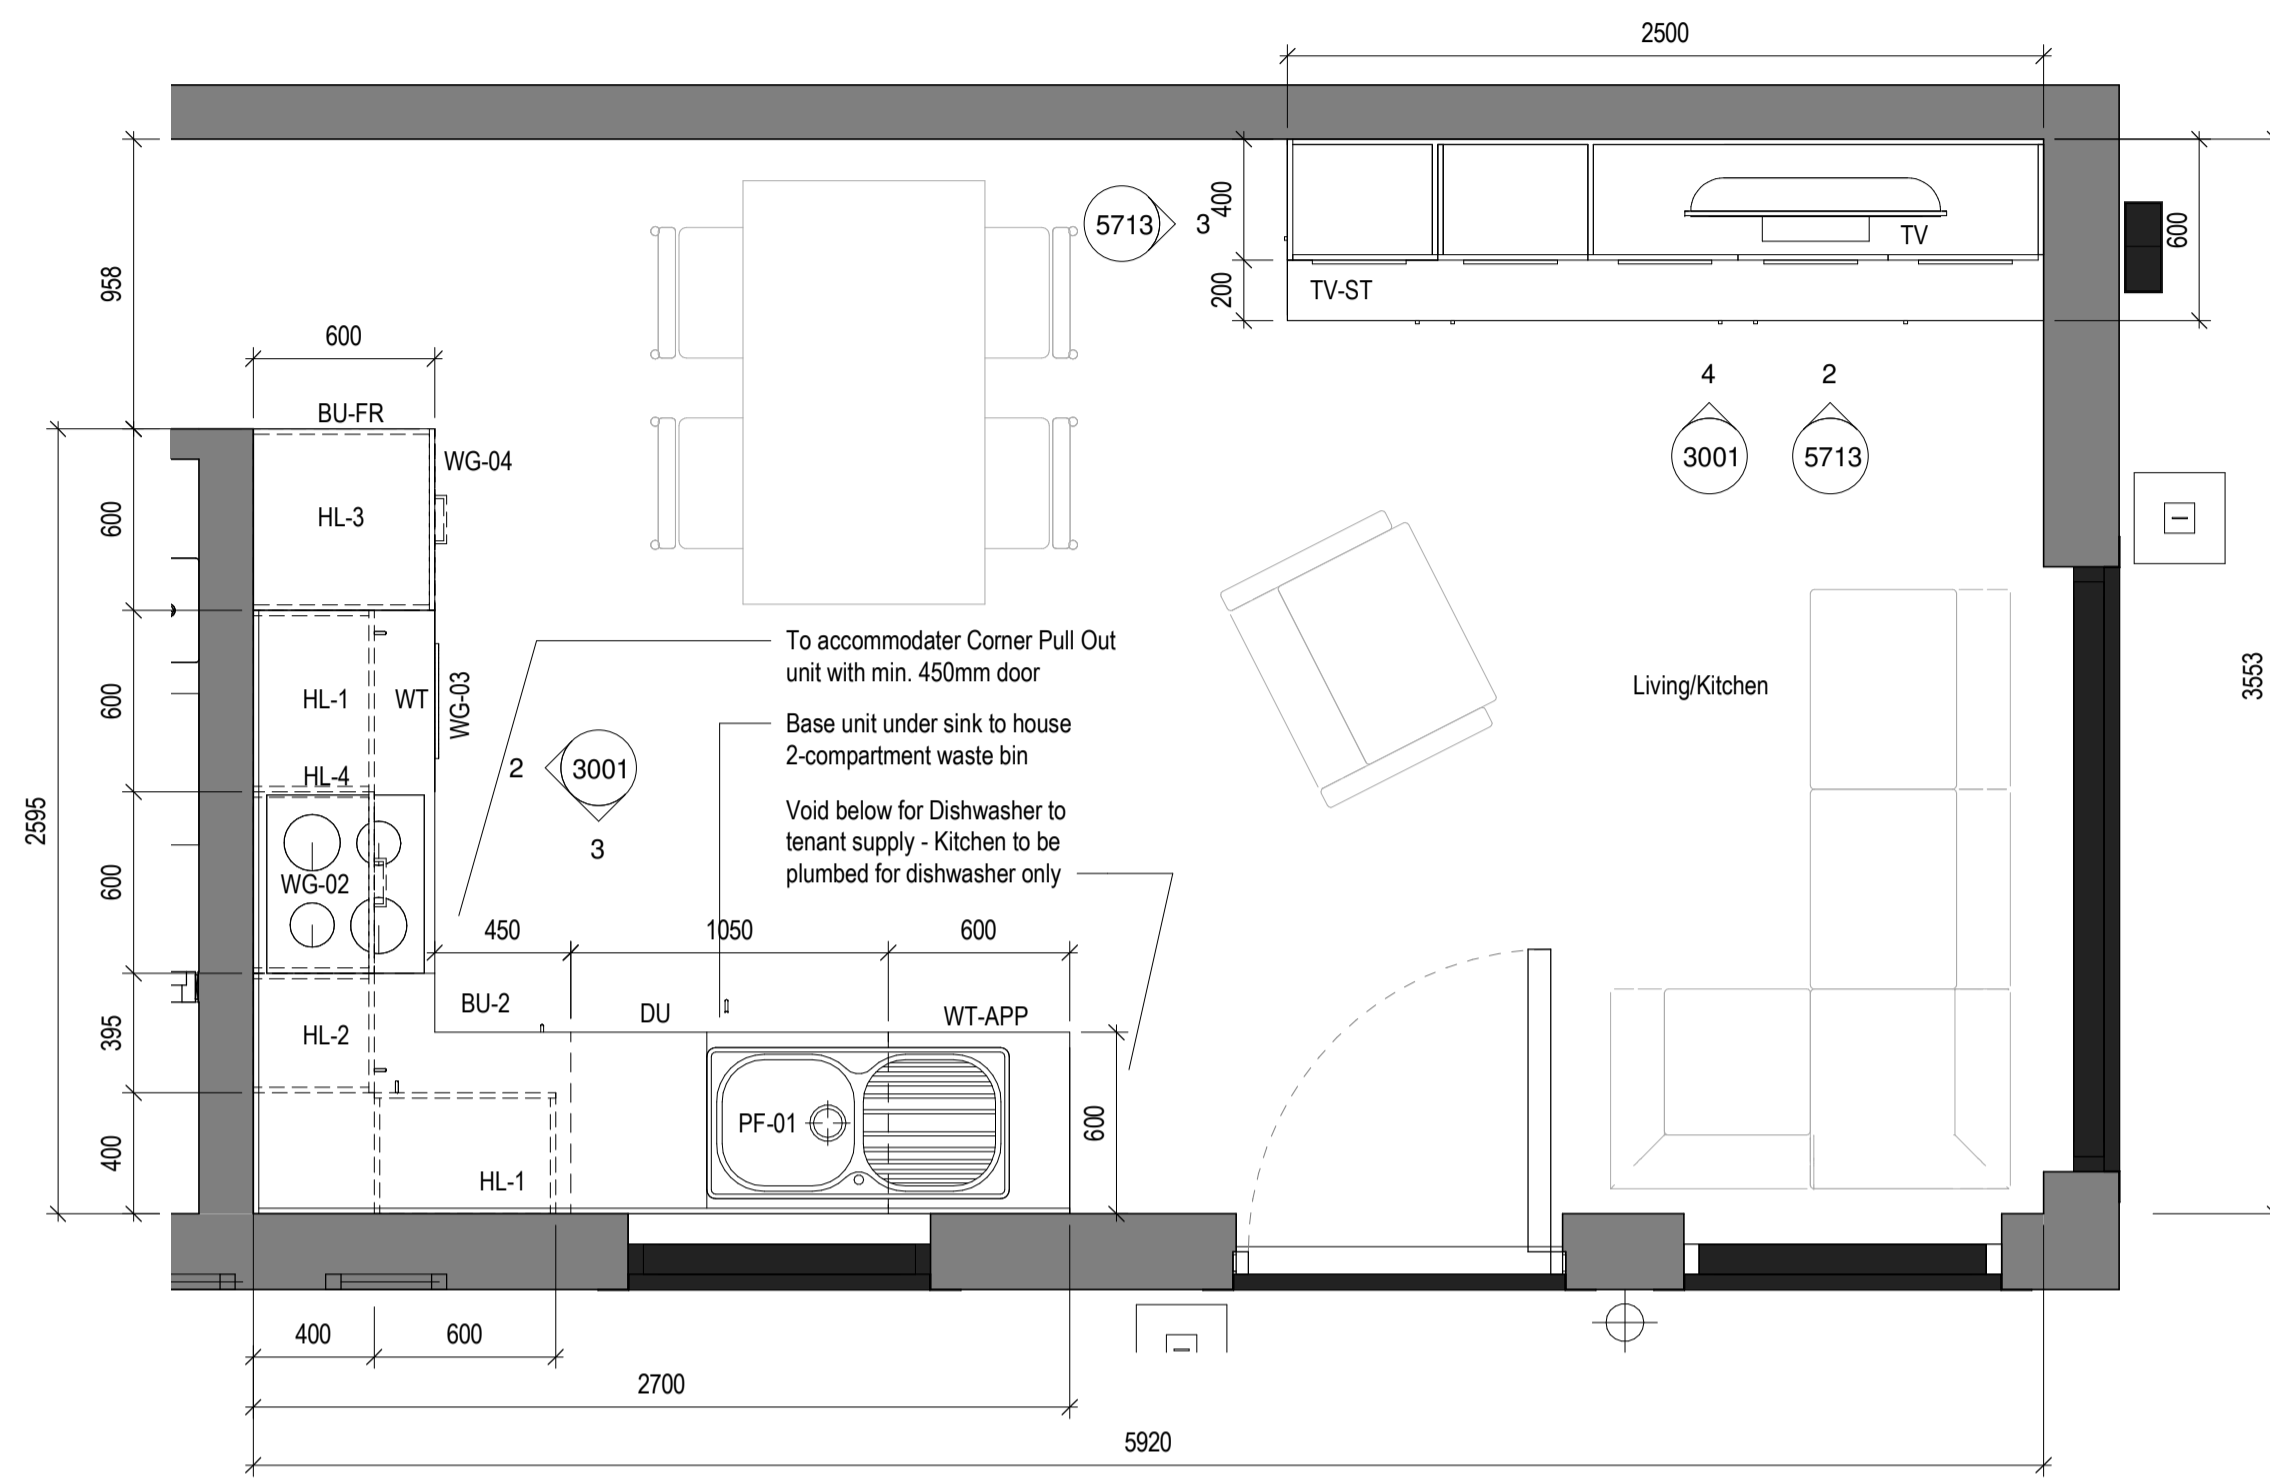 2500
5713
3
400
200
600
TV
TV-ST
958
600
BU-FR
WG-04
HL-3
600
4
2
3001
5713
3553
2595
600
HL-1
WT
WG-03
HL-4
To accommodater Corner Pull Out
unit with min. 450mm door
Base unit under sink to house
2-compartment waste bin
Void below for Dishwasher to
tenant supply - Kitchen to be
plumbed for dishwasher only
Living/Kitchen
2
3001
3
600
WG-02
450
1050
600
395
HL-2
BU-2
DU
WT-APP
400
PF-01
600
HL-1
400
600
2700
5920